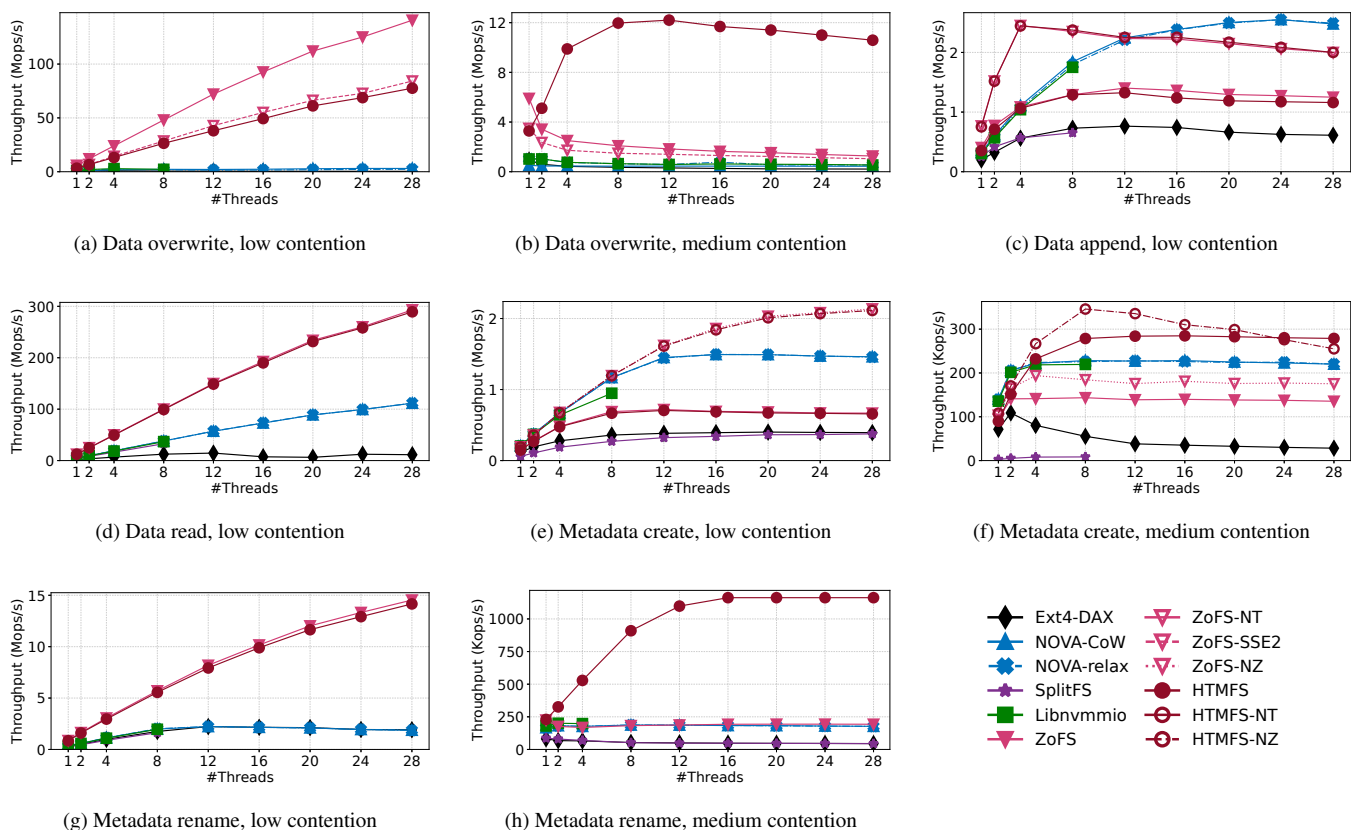 Throughput (Mops/s)
100
50
0
1 2 4 8 12 16 20 24 28
#Threads
(a) Data overwrite, low contention
Throughput (Mops/s)
12
9
6
3
0
1 2 4 8 12 16 20 24 28
#Threads
(b) Data overwrite, medium contention
Throughput (Mops/s)
2
1
0
1 2 4 8 12 16 20 24 28
#Threads
(c) Data append, low contention
Throughput (Mops/s)
300
200
100
0
1 2 4 8 12 16 20 24 28
#Threads
(d) Data read, low contention
Throughput (Mops/s)
2
1
0
1 2 4 8 12 16 20 24 28
#Threads
(e) Metadata create, low contention
Throughput (Kops/s)
300
200
100
0
1 2 4 8 12 16 20 24 28
#Threads
(f) Metadata create, medium contention
Throughput (Mops/s)
15
10
5
0
1 2 4 8 12 16 20 24 28
#Threads
(g) Metadata rename, low contention
Throughput (Kops/s)
1000
750
500
250
0
1 2 4 8 12 16 20 24 28
#Threads
(h) Metadata rename, medium contention
Ext4-DAX
NOVA-CoW
NOVA-relax
SplitFS
Libnvmmio
ZoFS
ZoFS-NT
ZoFS-SSE2
ZoFS-NZ
HTMFS
HTMFS-NT
HTMFS-NZ